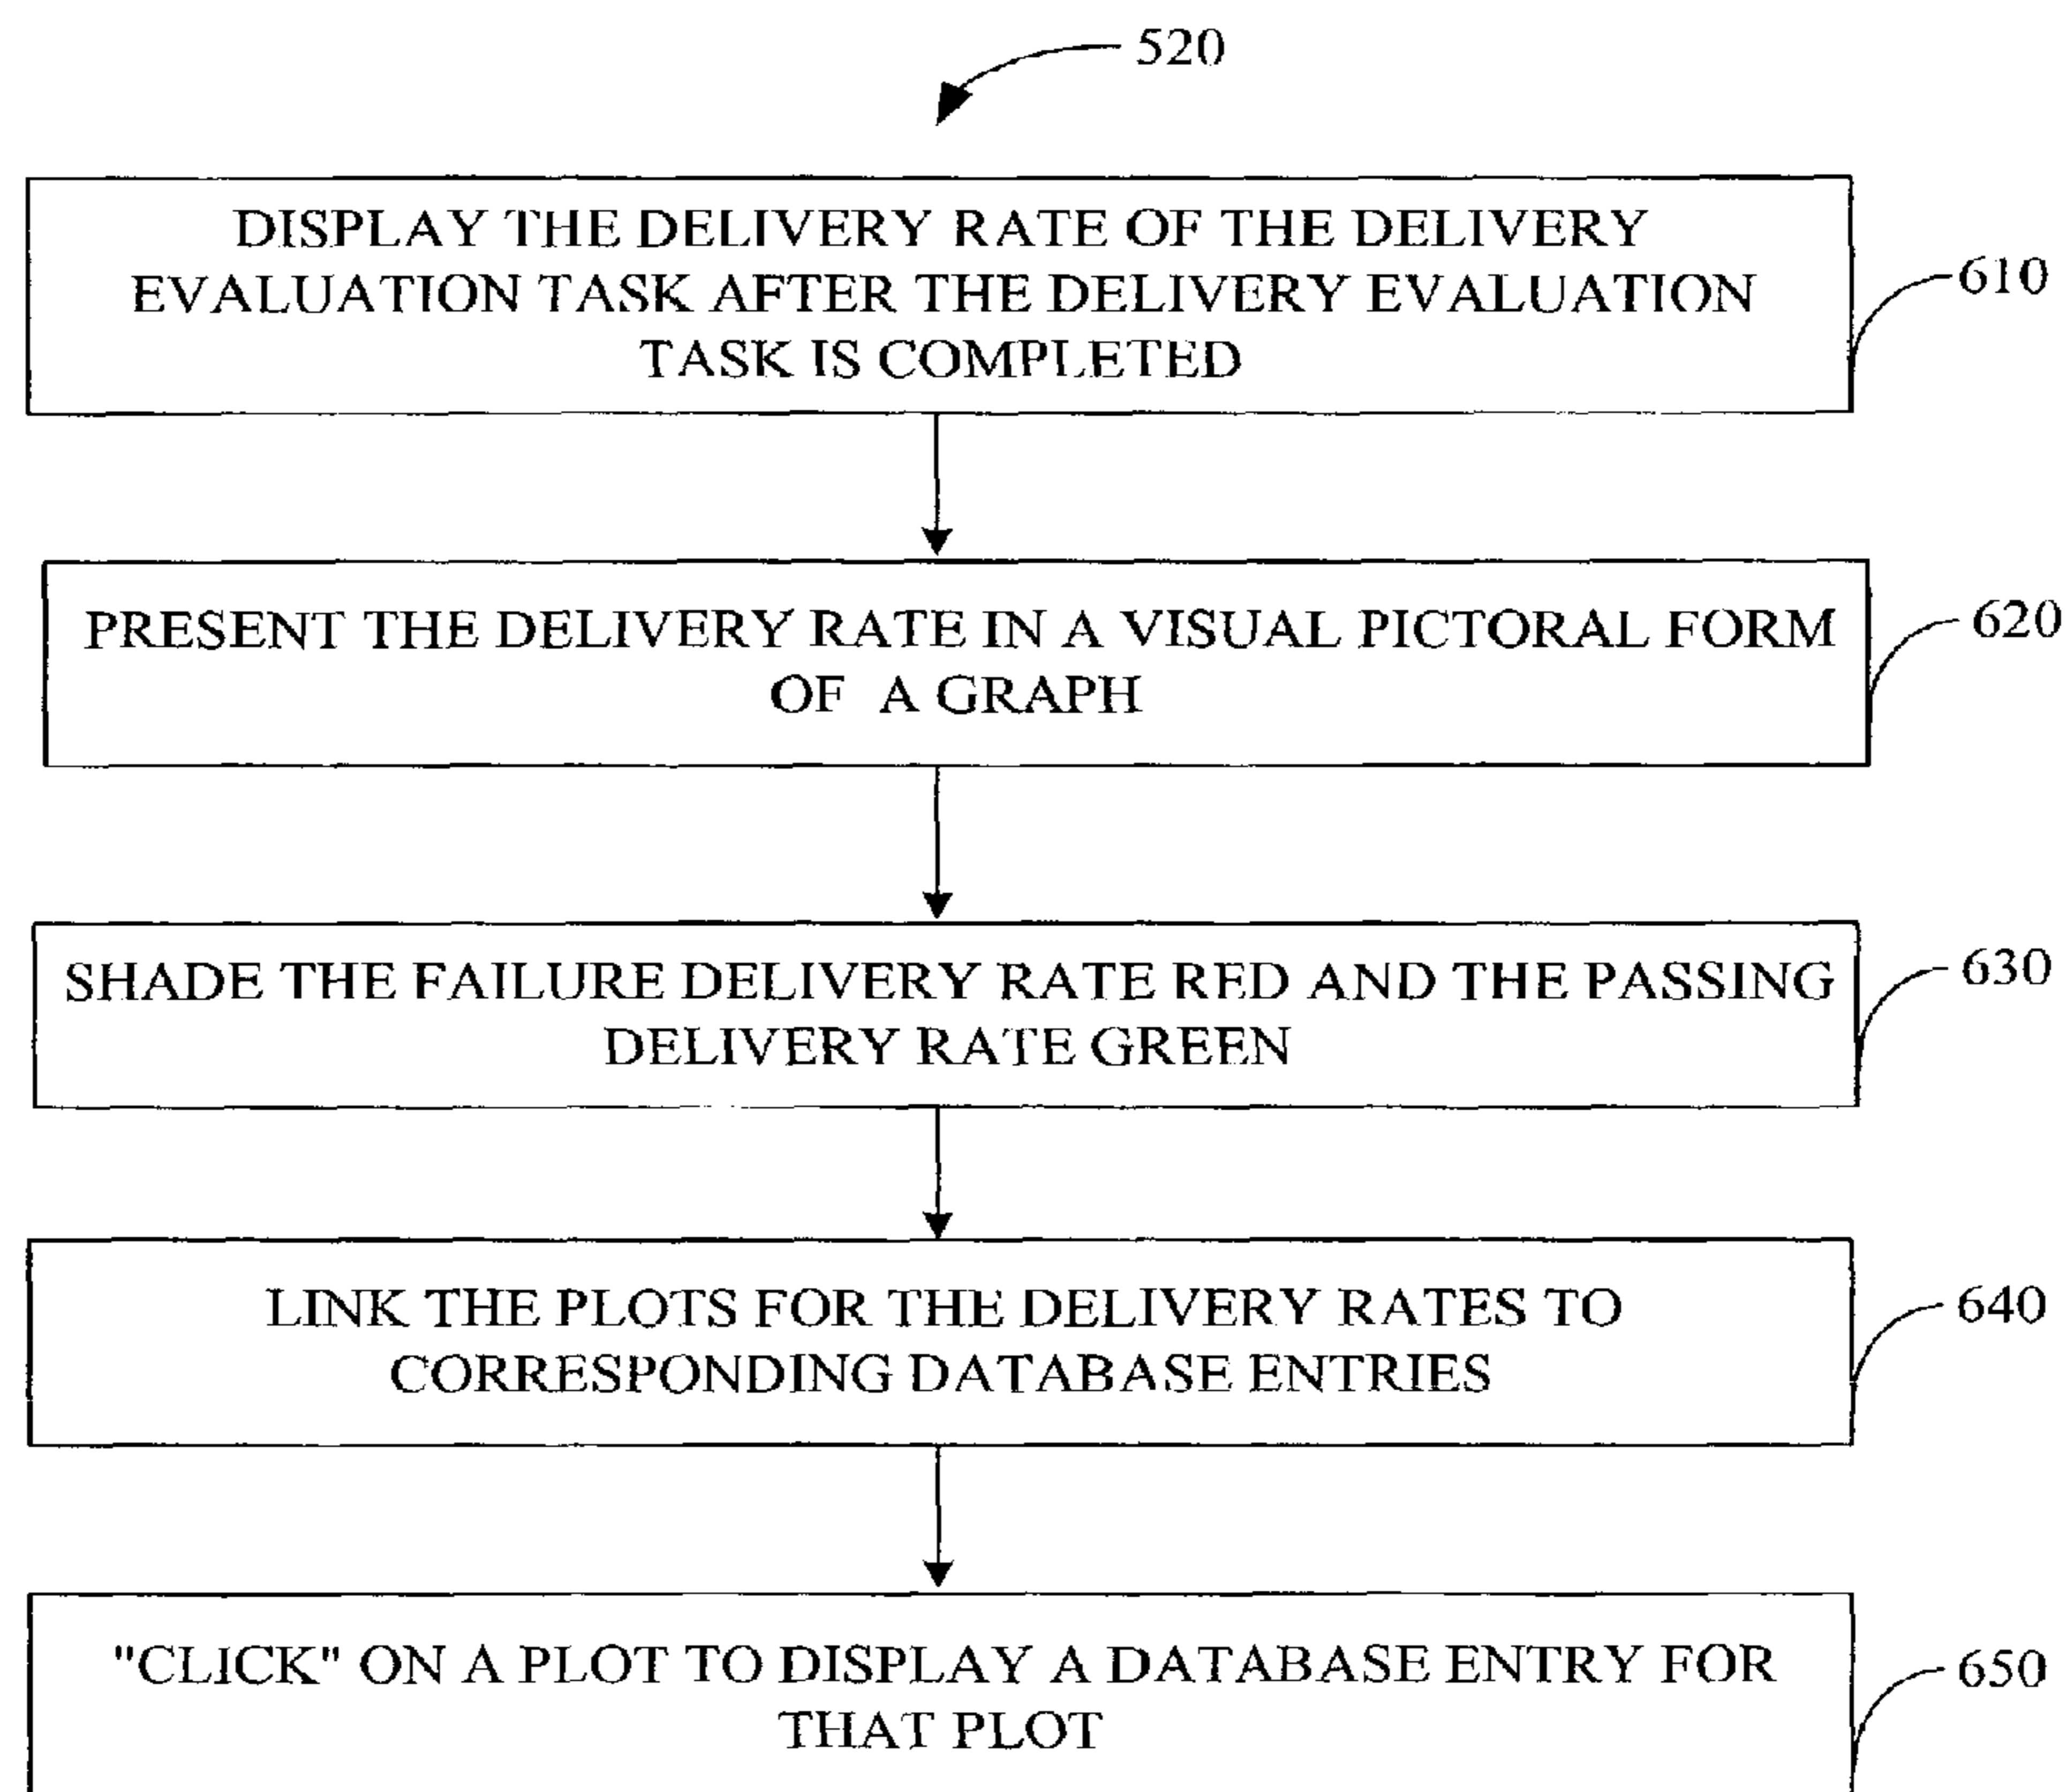 520
DISPLAY THE DELIVERY RATE OF THE DELIVERY
EVALUATION TASK AFTER THE DELIVERY EVALUATION
TASK IS COMPLETED
610
PRESENT THE DELIVERY RATE IN A VISUAL PICTORAL FORM
OF A GRAPH
620
SHADE THE FAILURE DELIVERY RATE RED AND THE PASSING
DELIVERY RATE GREEN
630
LINK THE PLOTS FOR THE DELIVERY RATES TO
CORRESPONDING DATABASE ENTRIES
640
"CLICK" ON A PLOT TO DISPLAY A DATABASE ENTRY FOR
THAT PLOT
650